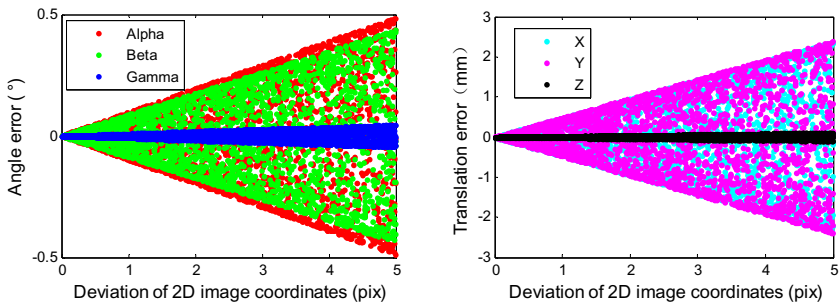 0.5
0
-0.5
Angle error ( °)
Alpha
Beta
Gamma
0 1 2 3 4 5
Deviation of 2D image coordinates (pix)
3
2
1
0
-1
-2
-3
Translation error（mm）
X
Y
Z
0 1 2 3 4 5
Deviation of 2D image coordinates (pix)